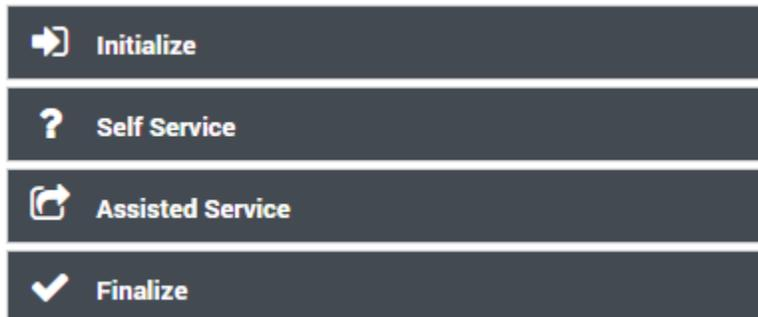 Initialize
Self Service
Assisted Service
Finalize